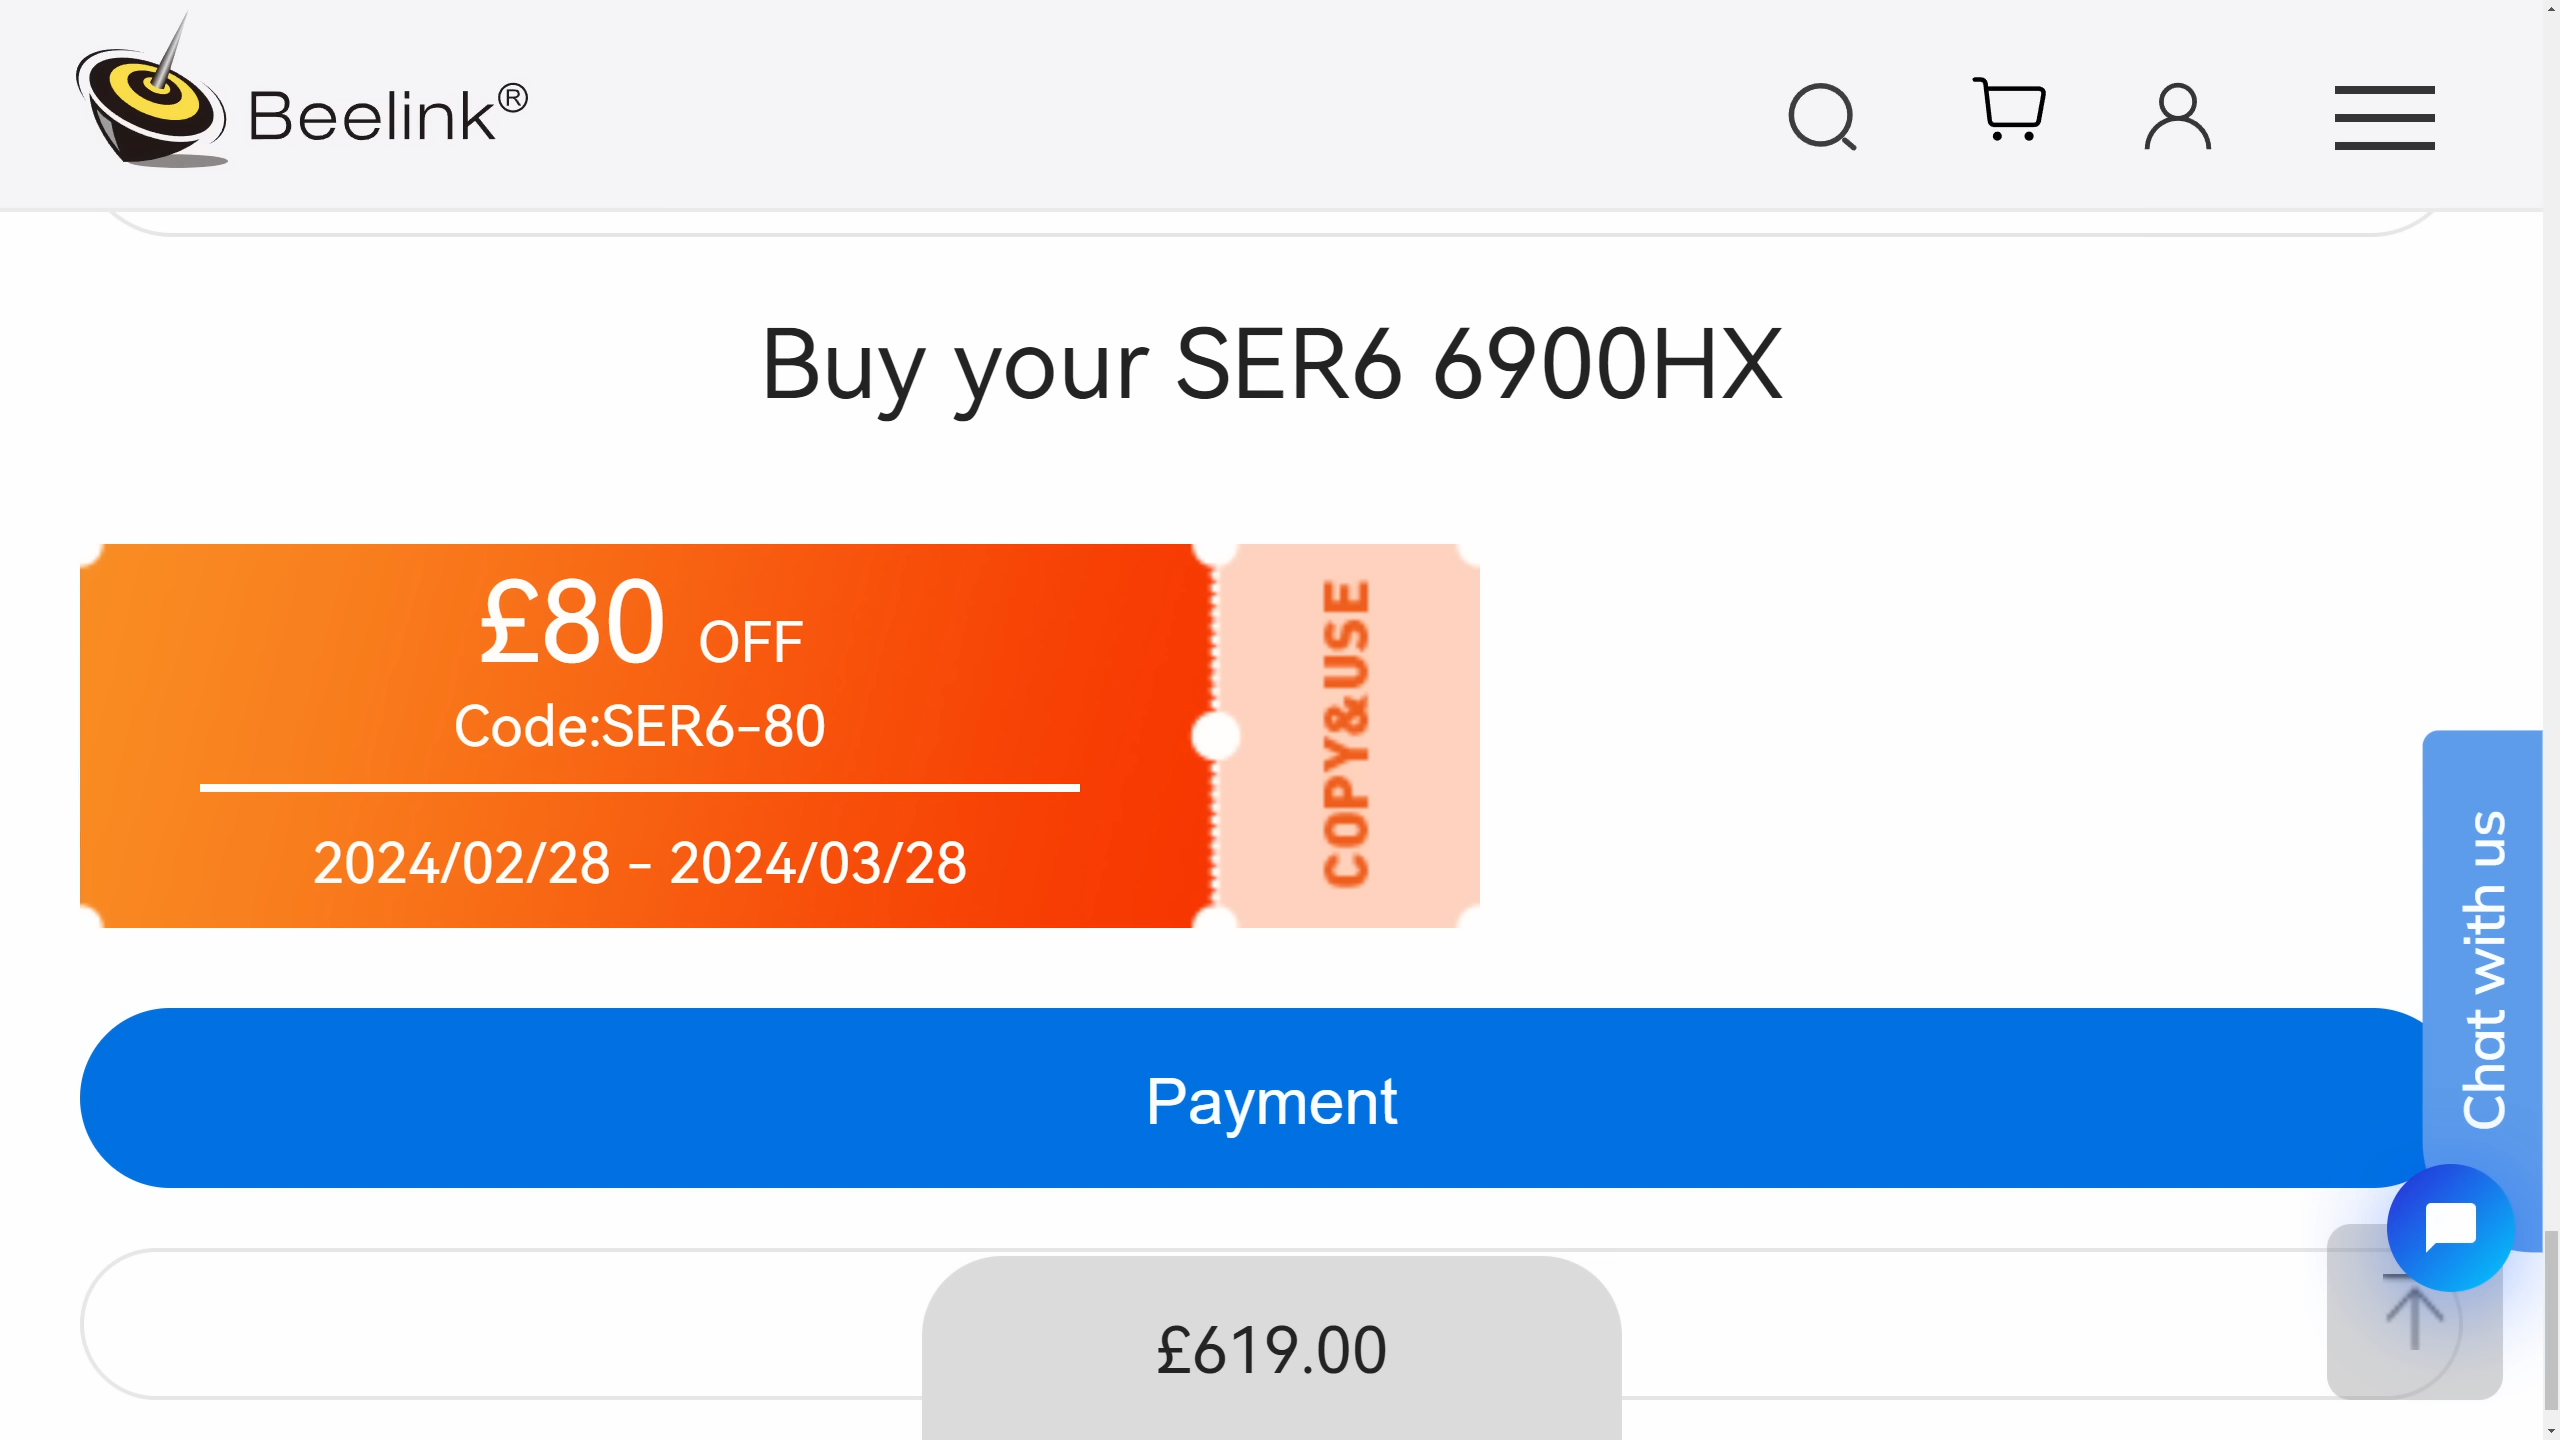 Beelink®
Buy your SER6 6900HX
£80 OFF
Code:SER6-80
2024/02/28 - 2024/03/28
COPY&USE
Chat with us
Payment
£619.00